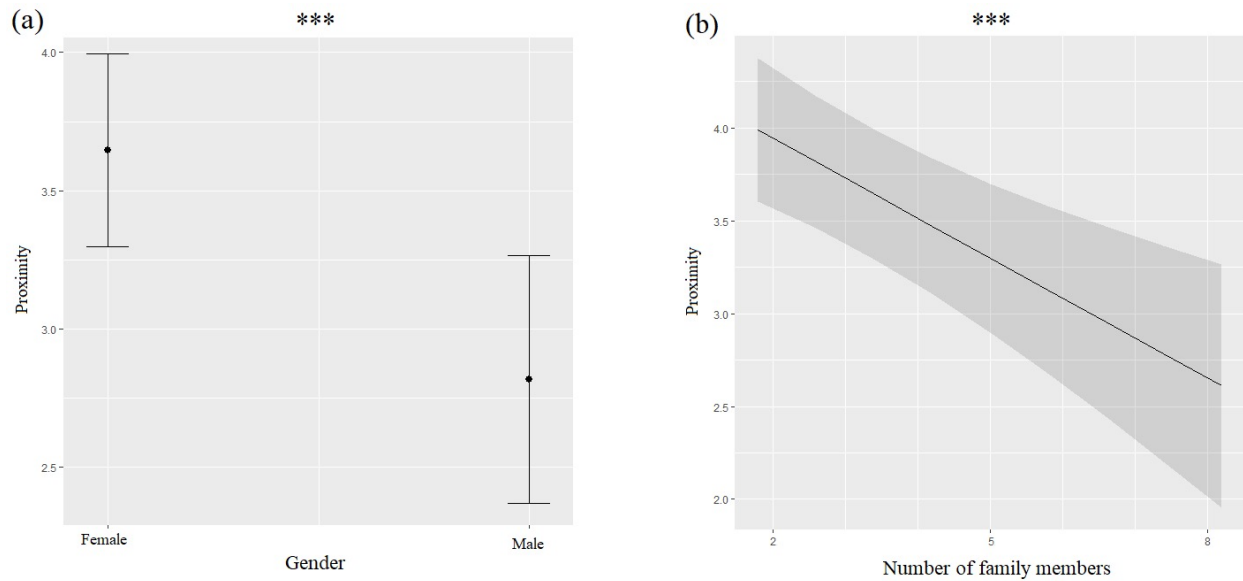 (a)
***
4.0
3.5
3.0
2.5
Proximity
Female
Male
Gender
(b)
***
4.0
3.5
3.0
2.5
2.0
Proximity
2
5
8
Number of family members